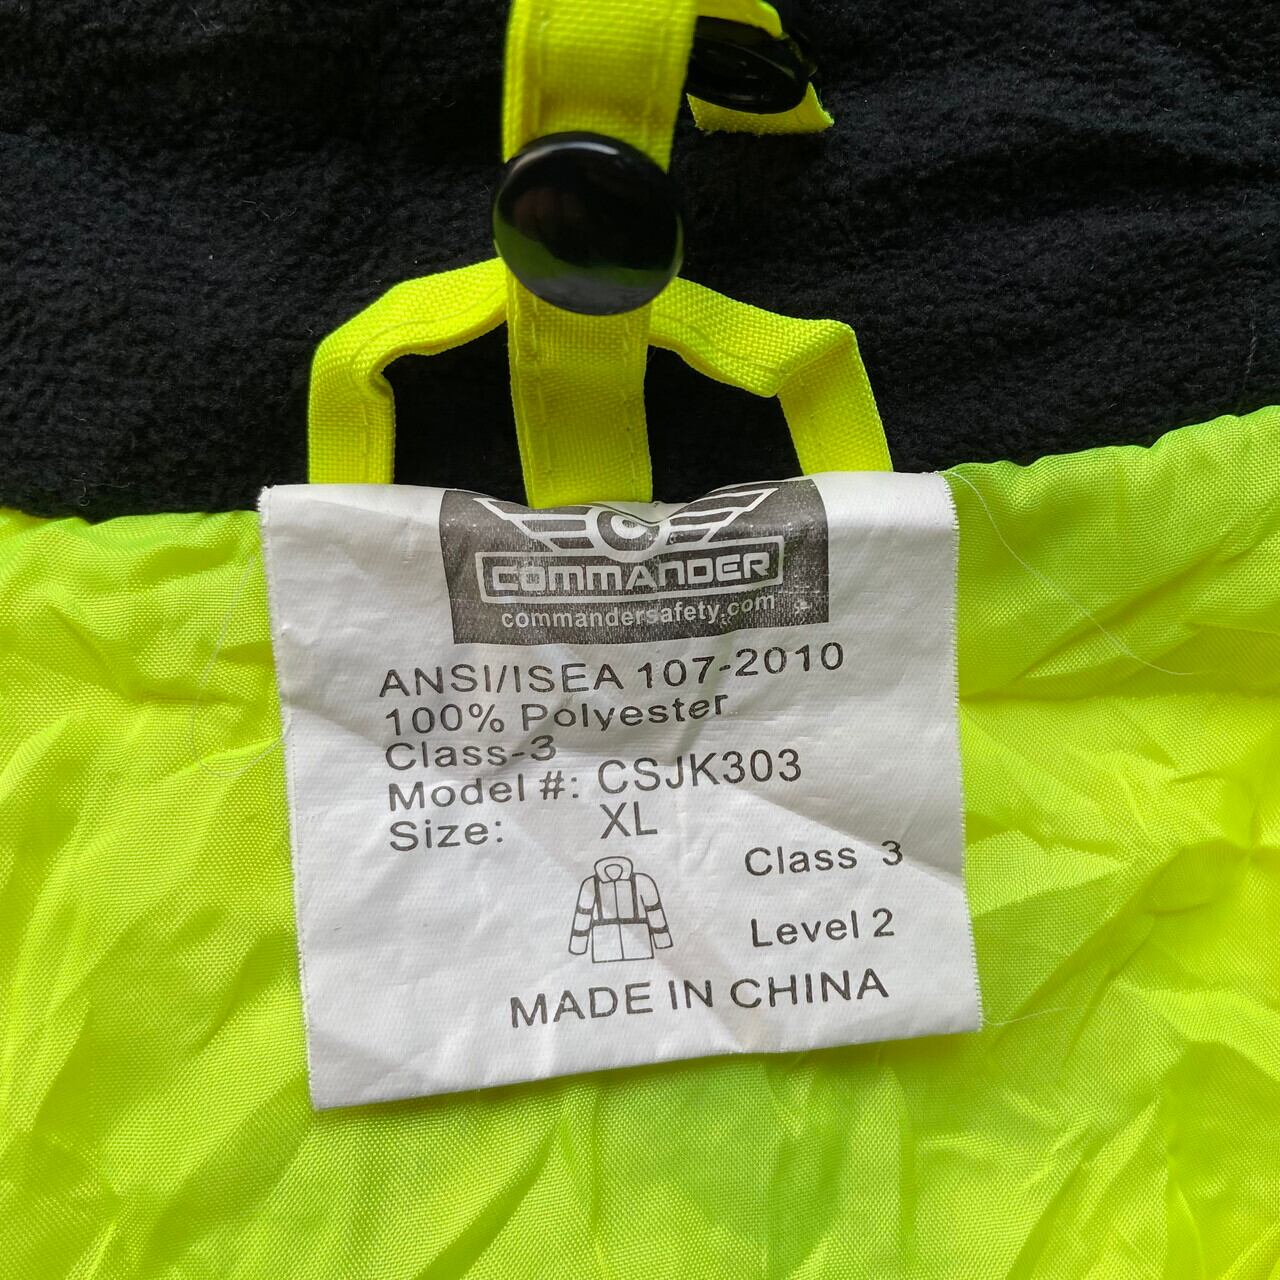 COMMANDER
commandersafety.com
ANSI/ISEA 107-2010
100% Polyester
Class-3
Model #: CSJK303
Size: XL
Class 3
Level 2
MADE IN CHINA